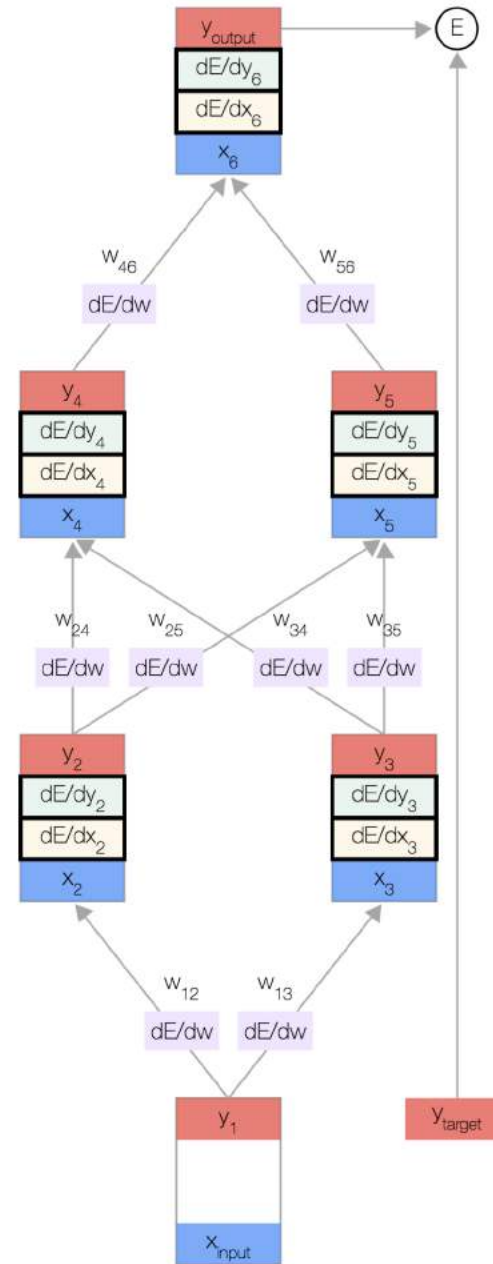 y_output E
dE/dy_6
dE/dx_6
x_6
w_46 w_56
dE/dw dE/dw
y_4 y_5
dE/dy_4 dE/dy_5
dE/dx_4 dE/dx_5
x_4 x_5
w_24 w_25 w_34 w_35
dE/dw dE/dw dE/dw dE/dw
y_2 y_3
dE/dy_2 dE/dy_3
dE/dx_2 dE/dx_3
x_2 x_3
w_12 w_13
dE/dw dE/dw
y_1 y_target
x_input